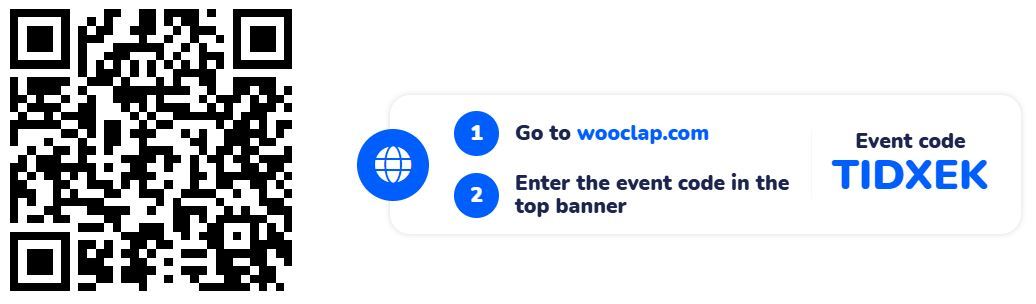 1
Go to wooclap.com
2
Enter the event code in the
top banner
Event code
TIDXEK